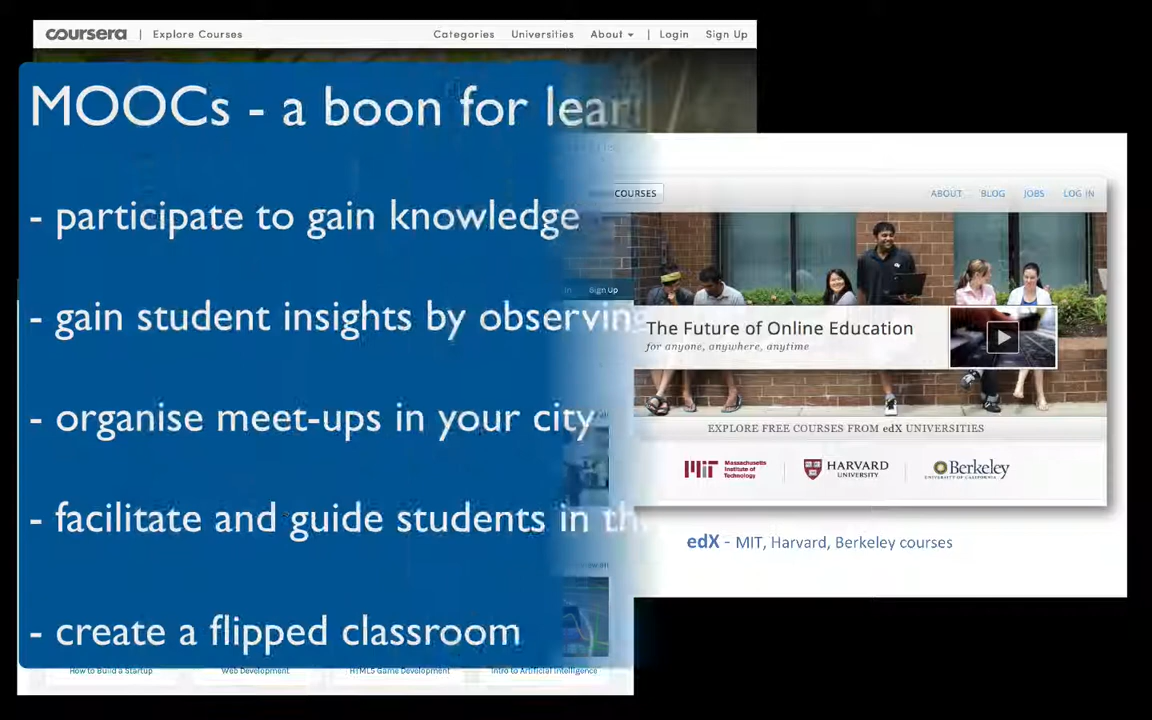 coursera | Explore Courses Categories Universities About | Login Sign Up
MOOCs - a boon for
- participate to gain knowledge
- gain student insights by observing
- organise meet-ups in your city
- facilitate and guide students in
- create a flipped classroom
Sign Up
How to Build a Startup Web Development HTML5 Game Development Intro to Artificial Intelligence
COURSES ABOUT BLOG JOBS LOG IN
The Future of Online Education
for anyone, anywhere, anytime
EXPLORE FREE COURSES FROM edX UNIVERSITIES
MIT Massachusetts Institute of Technology HARVARD UNIVERSITY Berkeley UNIVERSITY OF CALIFORNIA
edX - MIT, Harvard, Berkeley courses